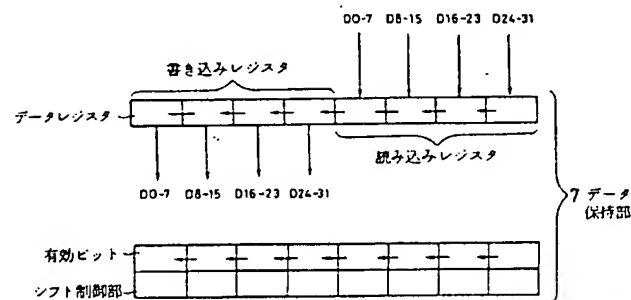 D0-7 D8-15 D16-23 D24-31
書き込みレジスタ
データレジスタ
読み込みレジスタ
D0-7 D8-15 D16-23 D24-31
7 データ
保持部
有効ビット
シフト制御部